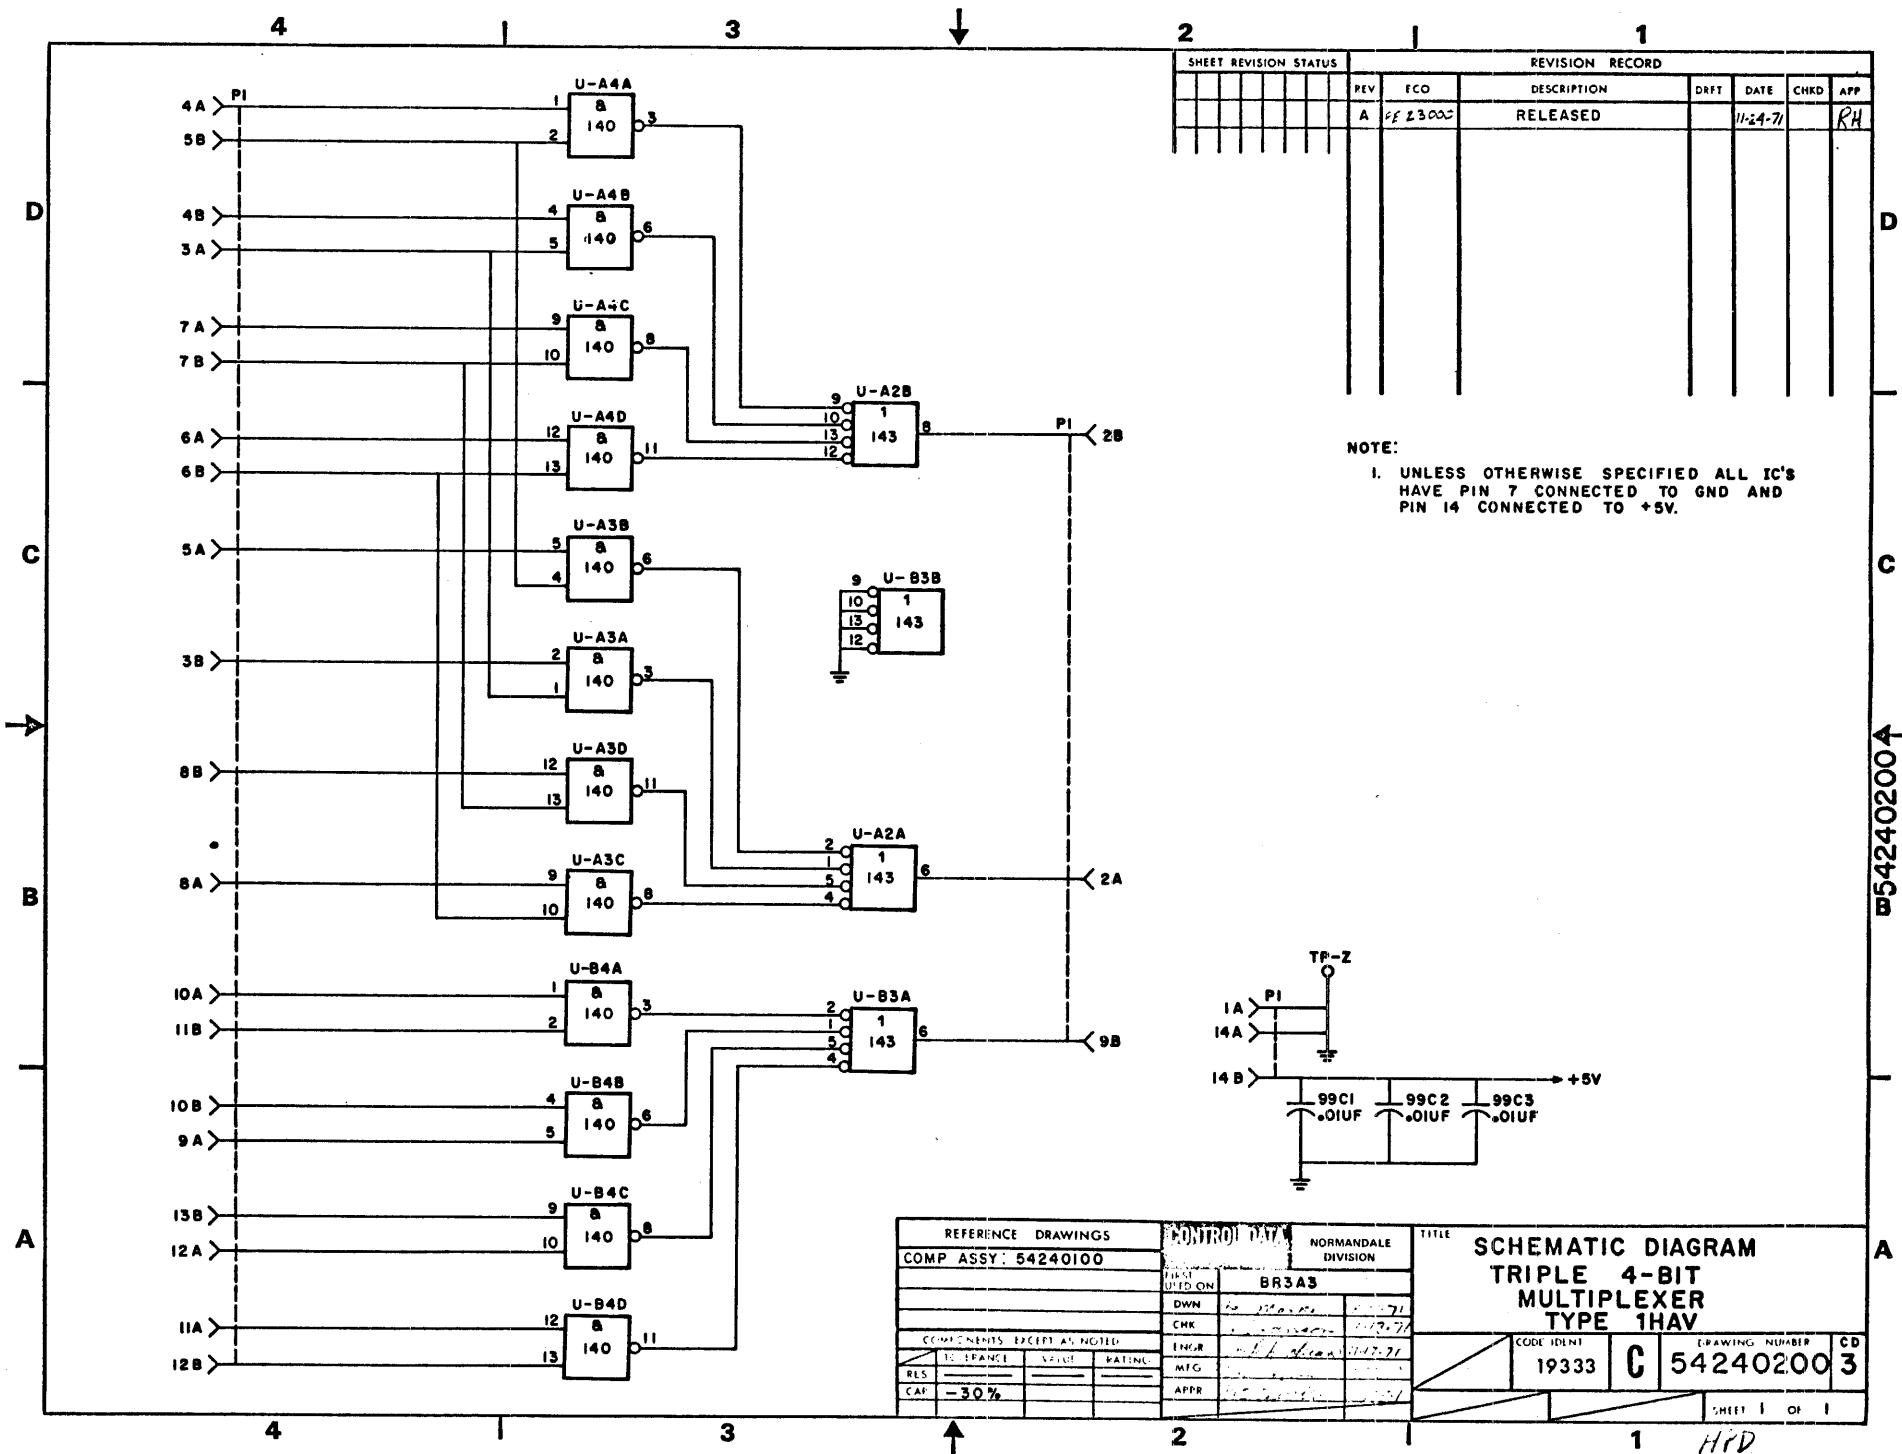 4 3 2 1
SHEET REVISION STATUS
REVISION RECORD
REV ECO DESCRIPTION DRFT DATE CHKD APP
A RELEASED 11-24-71 RH
D
D
C
C
B
B
A
A
P1
4A 1 U-A4A & 140 3
5B 2
4B 4 U-A4B & 140 6
3A 5
7A 9 U-A4C & 140 8
7B 10
6A 12 U-A4D & 140 11
6B 13
5A 5 U-A3B & 140 6
4
3B 2 U-A3A & 140 3
1
8B 12 U-A3D & 140 11
13
8A 9 U-A3C & 140 8
10
10A 1 U-B4A & 140 3
11B 2
10B 4 U-B4B & 140 6
9A 5
13B 9 U-B4C & 140 8
12A 10
11A 12 U-B4D & 140 11
12B 13
U-A2B
9 10 13 12
1
143
8
P1
2B
U-B3B
9 10 13 12
1
143
U-A2A
2 1 5 4
1
143
6
2A
U-B3A
2 1 5 4
1
143
6
9B
NOTE:
1. UNLESS OTHERWISE SPECIFIED ALL IC'S
HAVE PIN 7 CONNECTED TO GND AND
PIN 14 CONNECTED TO +5V.
54240200
TP-Z
P1
1A
14A
14B
+5V
99C1
.01UF
99C2
.01UF
99C3
.01UF
REFERENCE DRAWINGS
COMP ASSY: 54240100
COMPONENTS EXCEPT AS NOTED
TOLERANCE VALUE RATING
RES
CAP -30%
CONTROL DATA
NORMANDALE
DIVISION
FIRST
USED ON
BR3A3
DWN
CHK
ENGR
MFG
APPR
TITLE
SCHEMATIC DIAGRAM
TRIPLE 4-BIT
MULTIPLEXER
TYPE 1HAV
CODE IDENT
19333
C
DRAWING NUMBER
54240200
CD
3
SHEET 1 OF 1
4 3 2 1